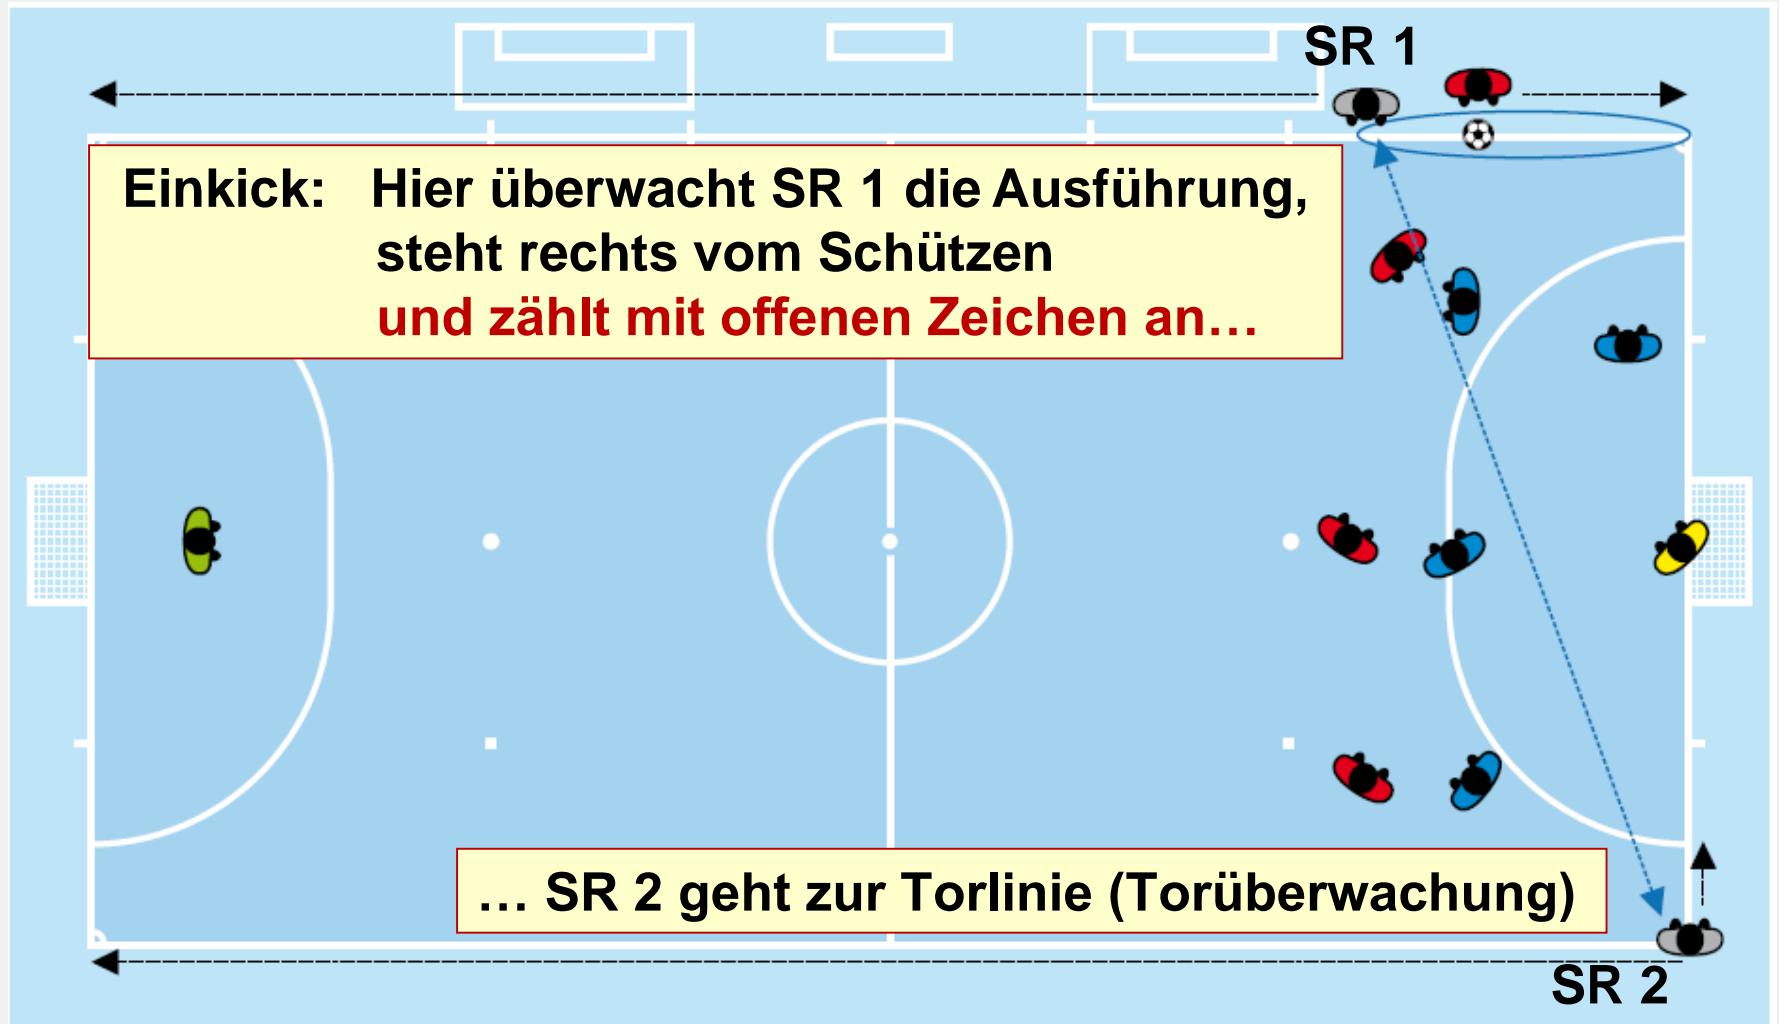 SR 1
Einkick: Hier überwacht SR 1 die Ausführung,
steht rechts vom Schützen
und zählt mit offenen Zeichen an…
… SR 2 geht zur Torlinie (Torüberwachung)
SR 2